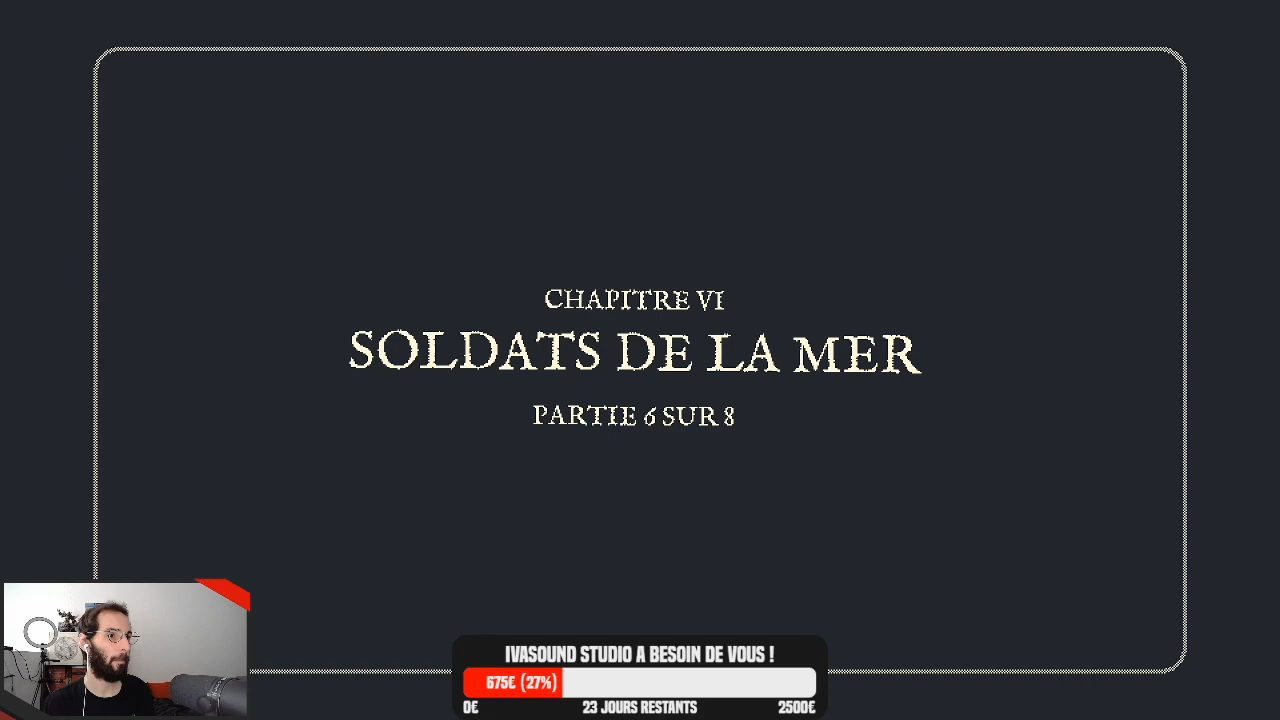 CHAPITRE VI
SOLDATS DE LA MER
PARTIE 6 SUR 8
IVASOUND STUDIO A BESOIN DE VOUS !
675€ (27%)
0€ 23 JOURS RESTANTS 2500€